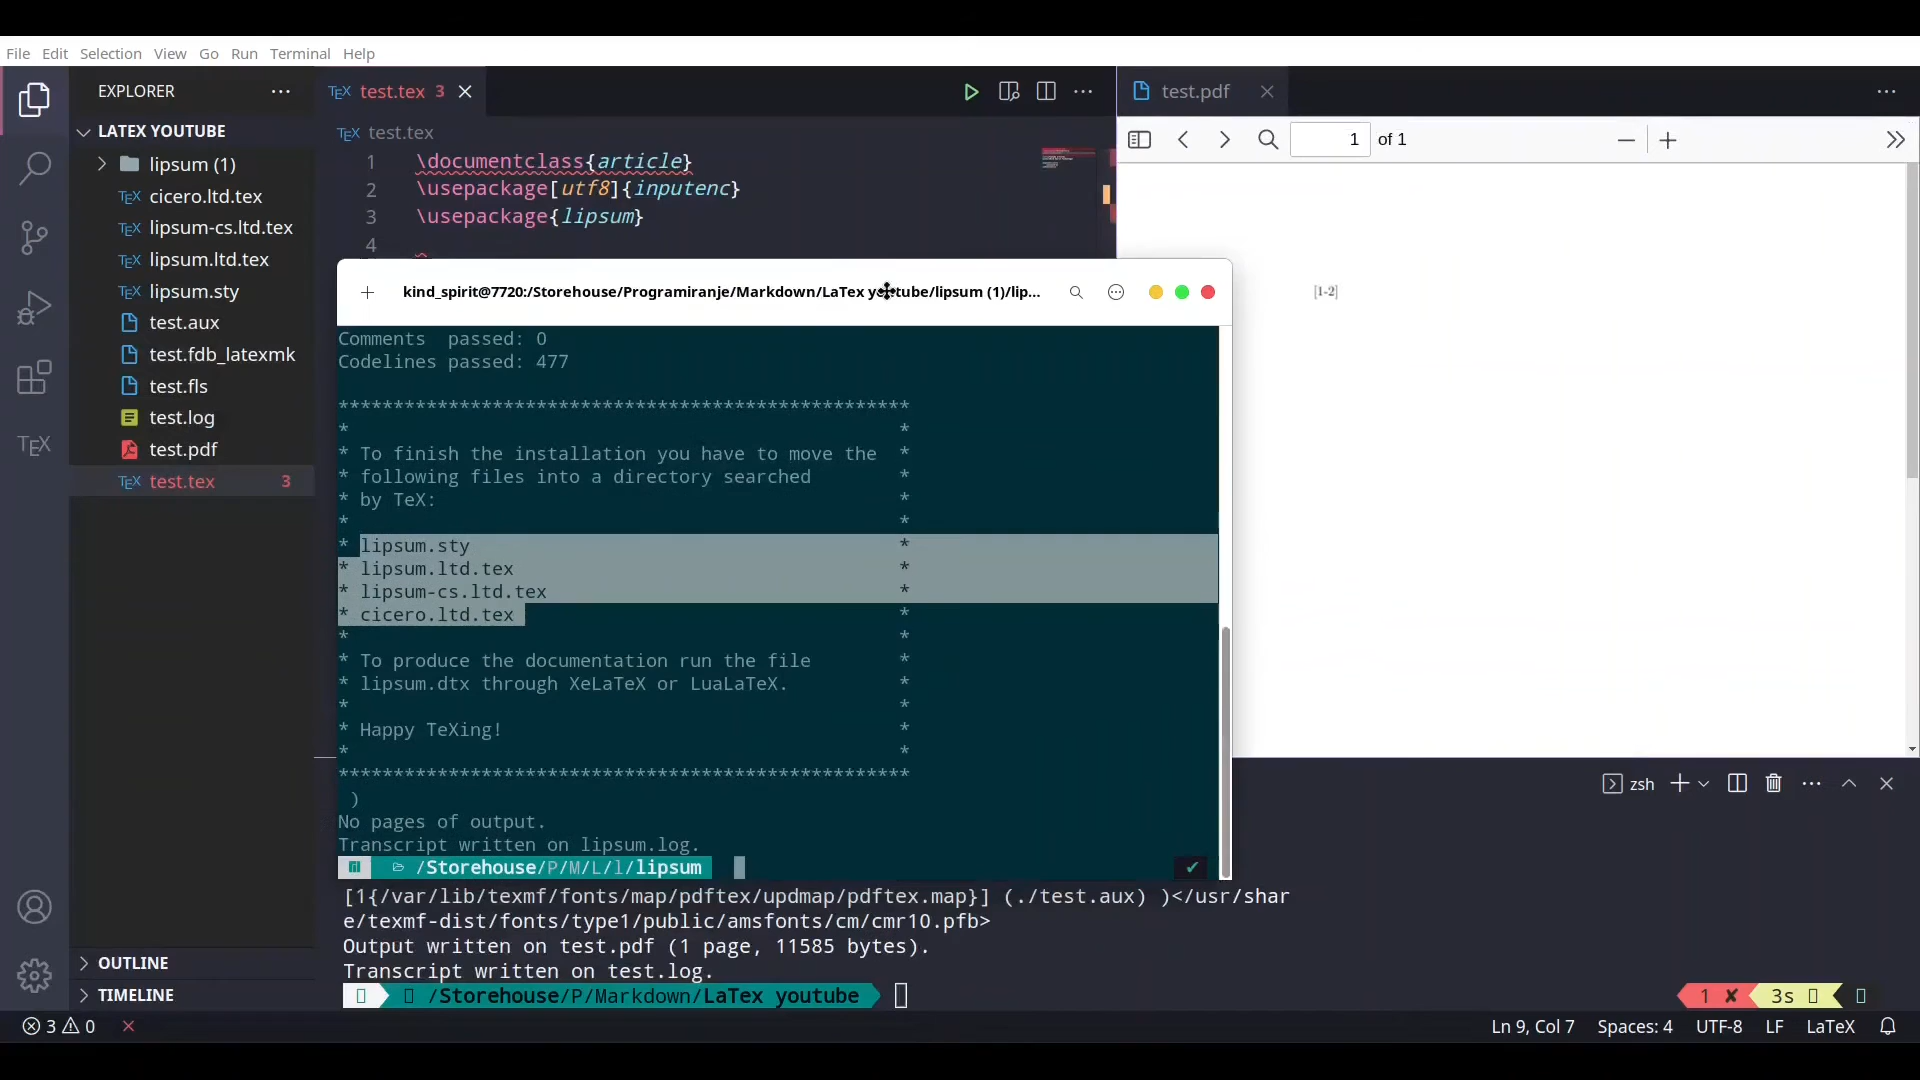 File Edit Selection View Go Run Terminal Help
EXPLORER
LATEX YOUTUBE
lipsum (1)
TEX cicero.ltd.tex
TEX lipsum-cs.ltd.tex
TEX lipsum.ltd.tex
TEX lipsum.sty
test.aux
test.fdb_latexmk
test.fls
test.log
test.pdf
TEX test.tex 3
TEX
OUTLINE
TIMELINE
TEX test.tex 3
TEX test.tex
1 \documentclass{article}
2 \usepackage[utf8]{inputenc}
3 \usepackage{lipsum}
4
test.pdf
1 of 1
[1-2]
kind_spirit@7720:/Storehouse/Programiranje/Markdown/LaTex youtube/lipsum (1)/lip...
Comments  passed: 0
Codelines passed: 477
****************************************************
* *
* To finish the installation you have to move the *
* following files into a directory searched *
* by TeX: *
* *
* lipsum.sty *
* lipsum.ltd.tex *
* lipsum-cs.ltd.tex *
* cicero.ltd.tex *
* *
* To produce the documentation run the file *
* lipsum.dtx through XeLaTeX or LuaLaTeX. *
* *
* Happy TeXing! *
* *
****************************************************
)
No pages of output.
Transcript written on lipsum.log.
/Storehouse/P/M/L/l/lipsum
zsh
[1{/var/lib/texmf/fonts/map/pdftex/updmap/pdftex.map}] (./test.aux) )</usr/shar
e/texmf-dist/fonts/type1/public/amsfonts/cm/cmr10.pfb>
Output written on test.pdf (1 page, 11585 bytes).
Transcript written on test.log.
/Storehouse/P/Markdown/LaTex youtube
1 ✘ 3s
3 0
Ln 9, Col 7 Spaces: 4 UTF-8 LF LaTeX